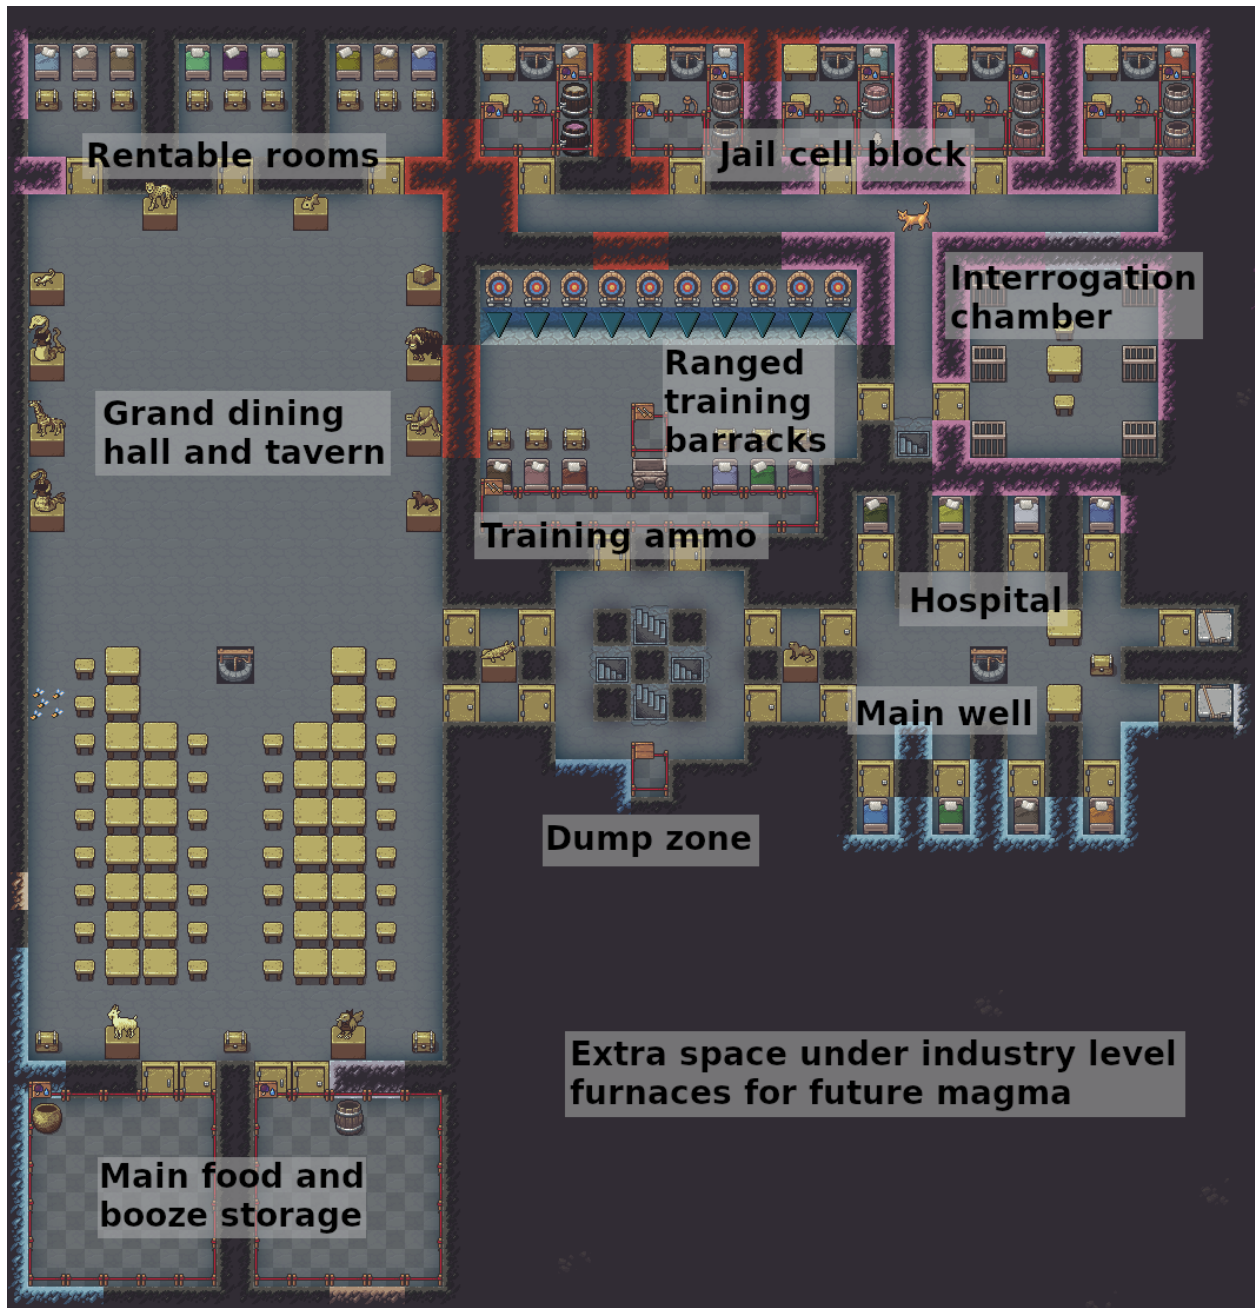 Rentable rooms
Jail cell block
Interrogation
chamber
Ranged
training
barracks
Grand dining
hall and tavern
Training ammo
Hospital
Main well
Dump zone
Extra space under industry level
furnaces for future magma
Main food and
booze storage